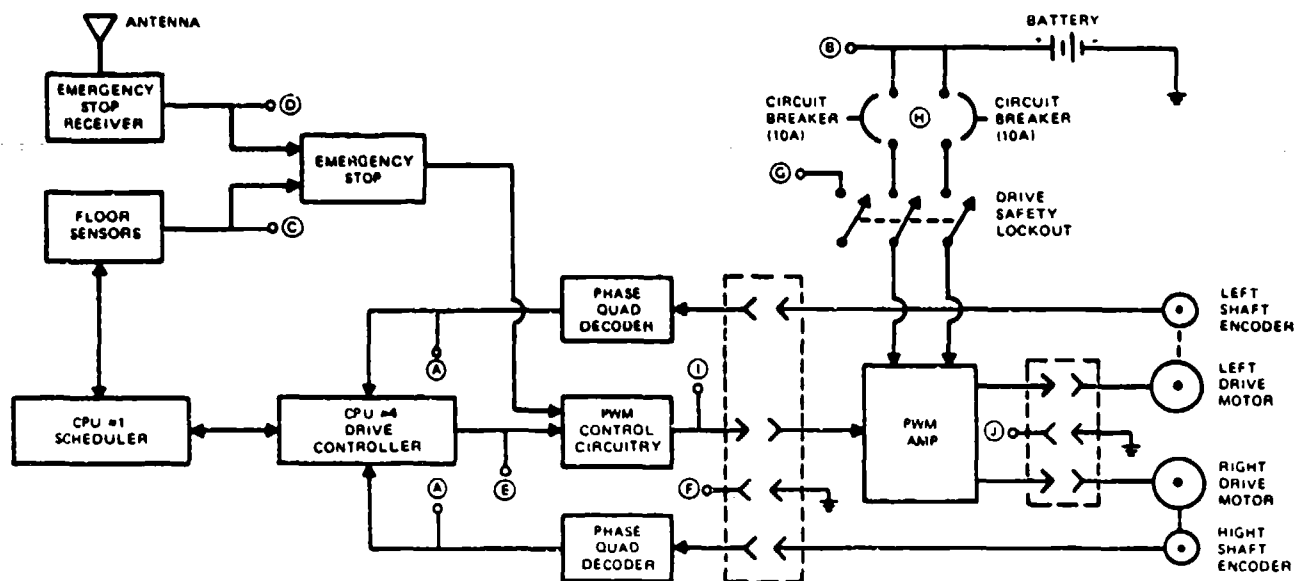 ANTENNA
BATTERY
+ -
B
EMERGENCY
STOP
RECEIVER
D
CIRCUIT
BREAKER
(10A)
H
CIRCUIT
BREAKER
(10A)
EMERGENCY
STOP
G
FLOOR
SENSORS
C
DRIVE
SAFETY
LOCKOUT
PHASE
QUAD
DECODER
LEFT
SHAFT
ENCODER
A
I
LEFT
DRIVE
MOTOR
CPU #1
SCHEDULER
CPU #4
DRIVE
CONTROLLER
PWM
CONTROL
CIRCUITRY
PWM
AMP
J
E
F
A
RIGHT
DRIVE
MOTOR
PHASE
QUAD
DECODER
RIGHT
SHAFT
ENCODER